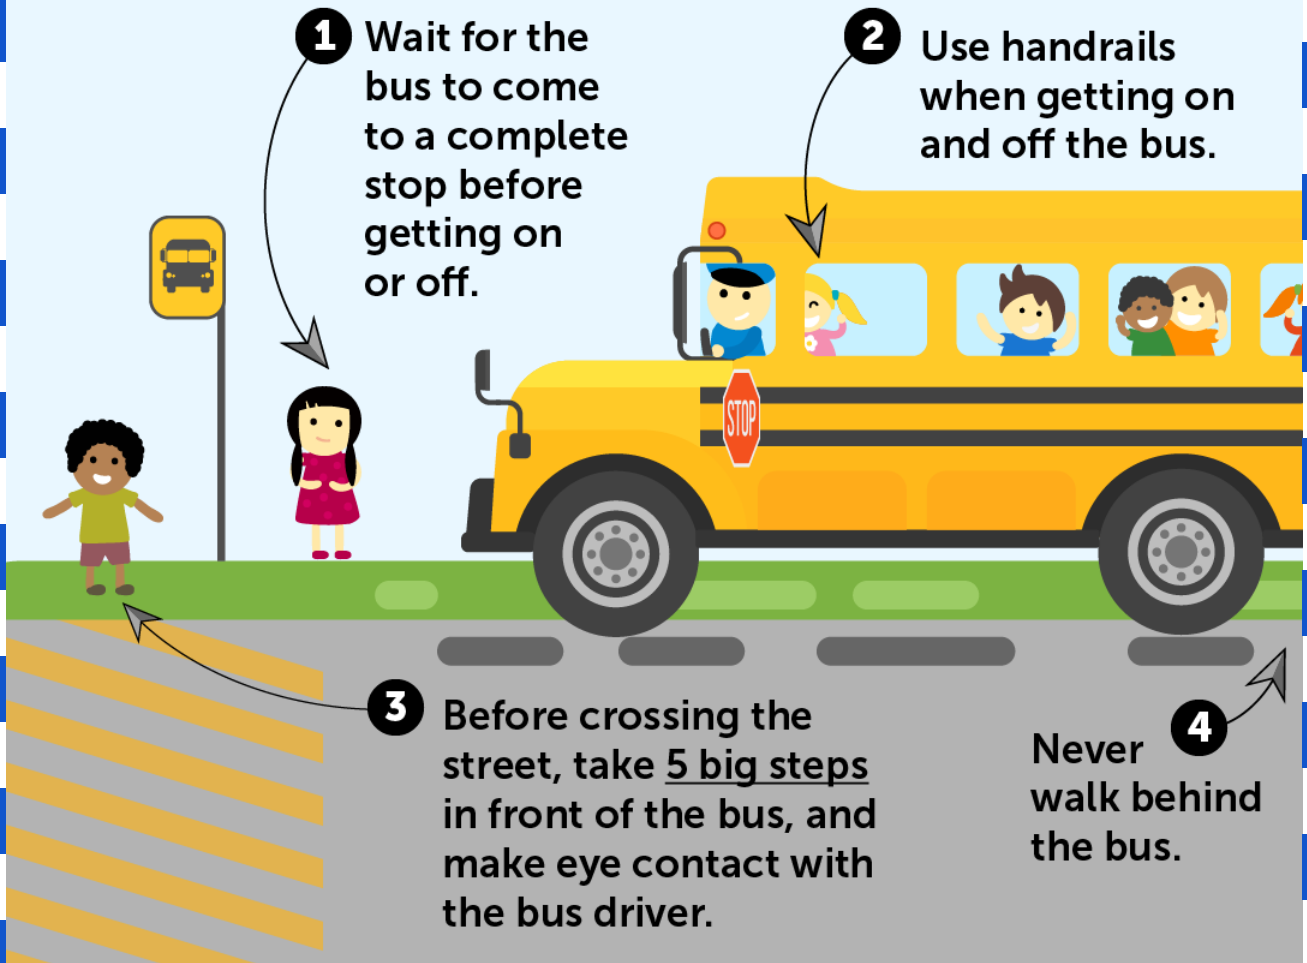 1 Wait for the
bus to come
to a complete
stop before
getting on
or off.
2 Use handrails
when getting on
and off the bus.
STOP
3 Before crossing the
street, take 5 big steps
in front of the bus, and
make eye contact with
the bus driver.
4
Never
walk behind
the bus.